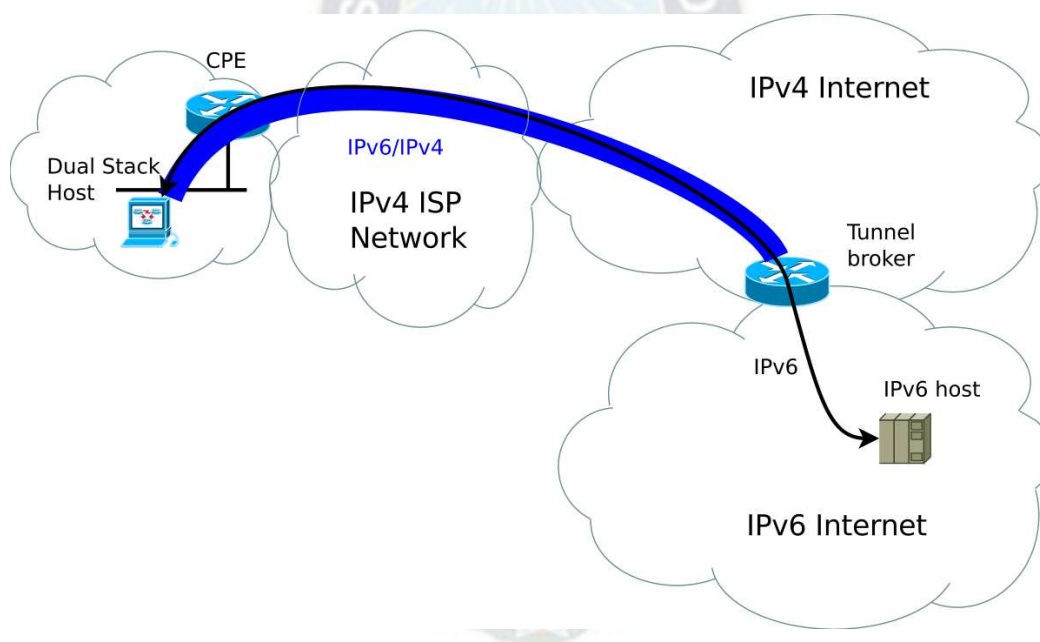 CPE
IPv4 Internet
IPv6/IPv4
Dual Stack
Host
IPv4 ISP
Network
Tunnel
broker
IPv6
IPv6 host
IPv6 Internet